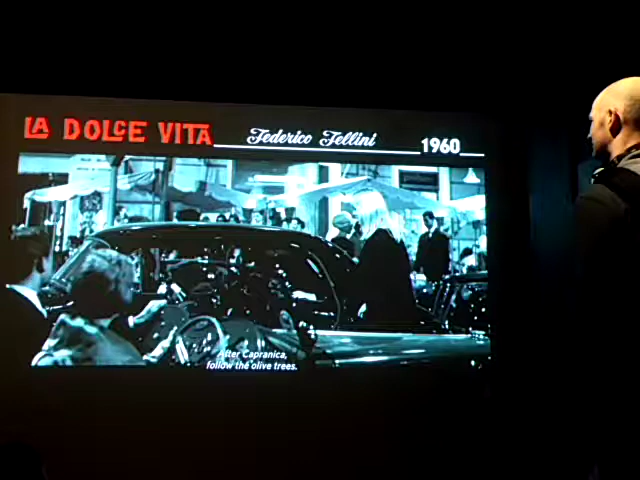 LA DOLCE VITA
Federico Fellini
1960
After Capranica,
follow the olive trees.